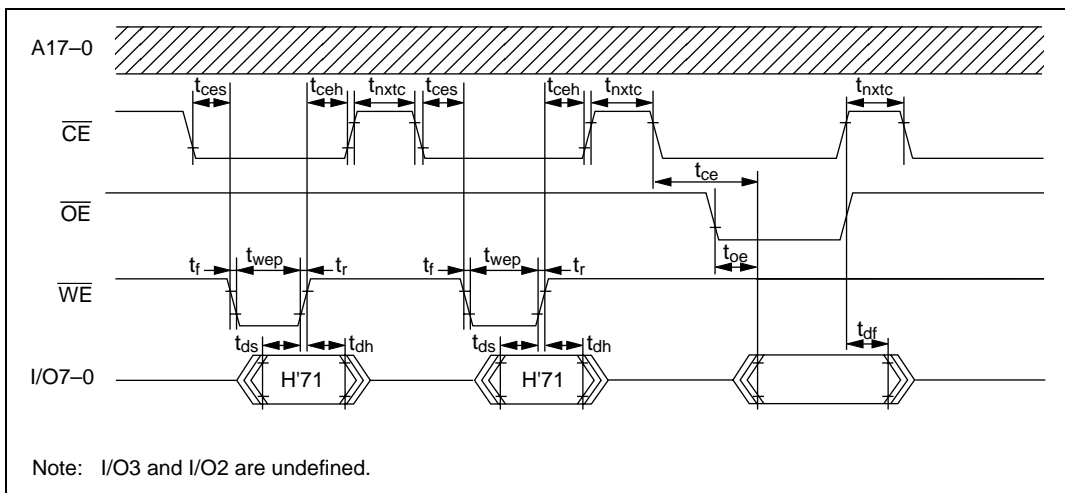 A17–0
tces tceh tnxtc tces tceh tnxtc tnxtc
CE
tce
OE
toe
tf twep tr tf twep tr
WE
tds tdh tds tdh tdf
I/O7–0 H'71 H'71
Note: I/O3 and I/O2 are undefined.